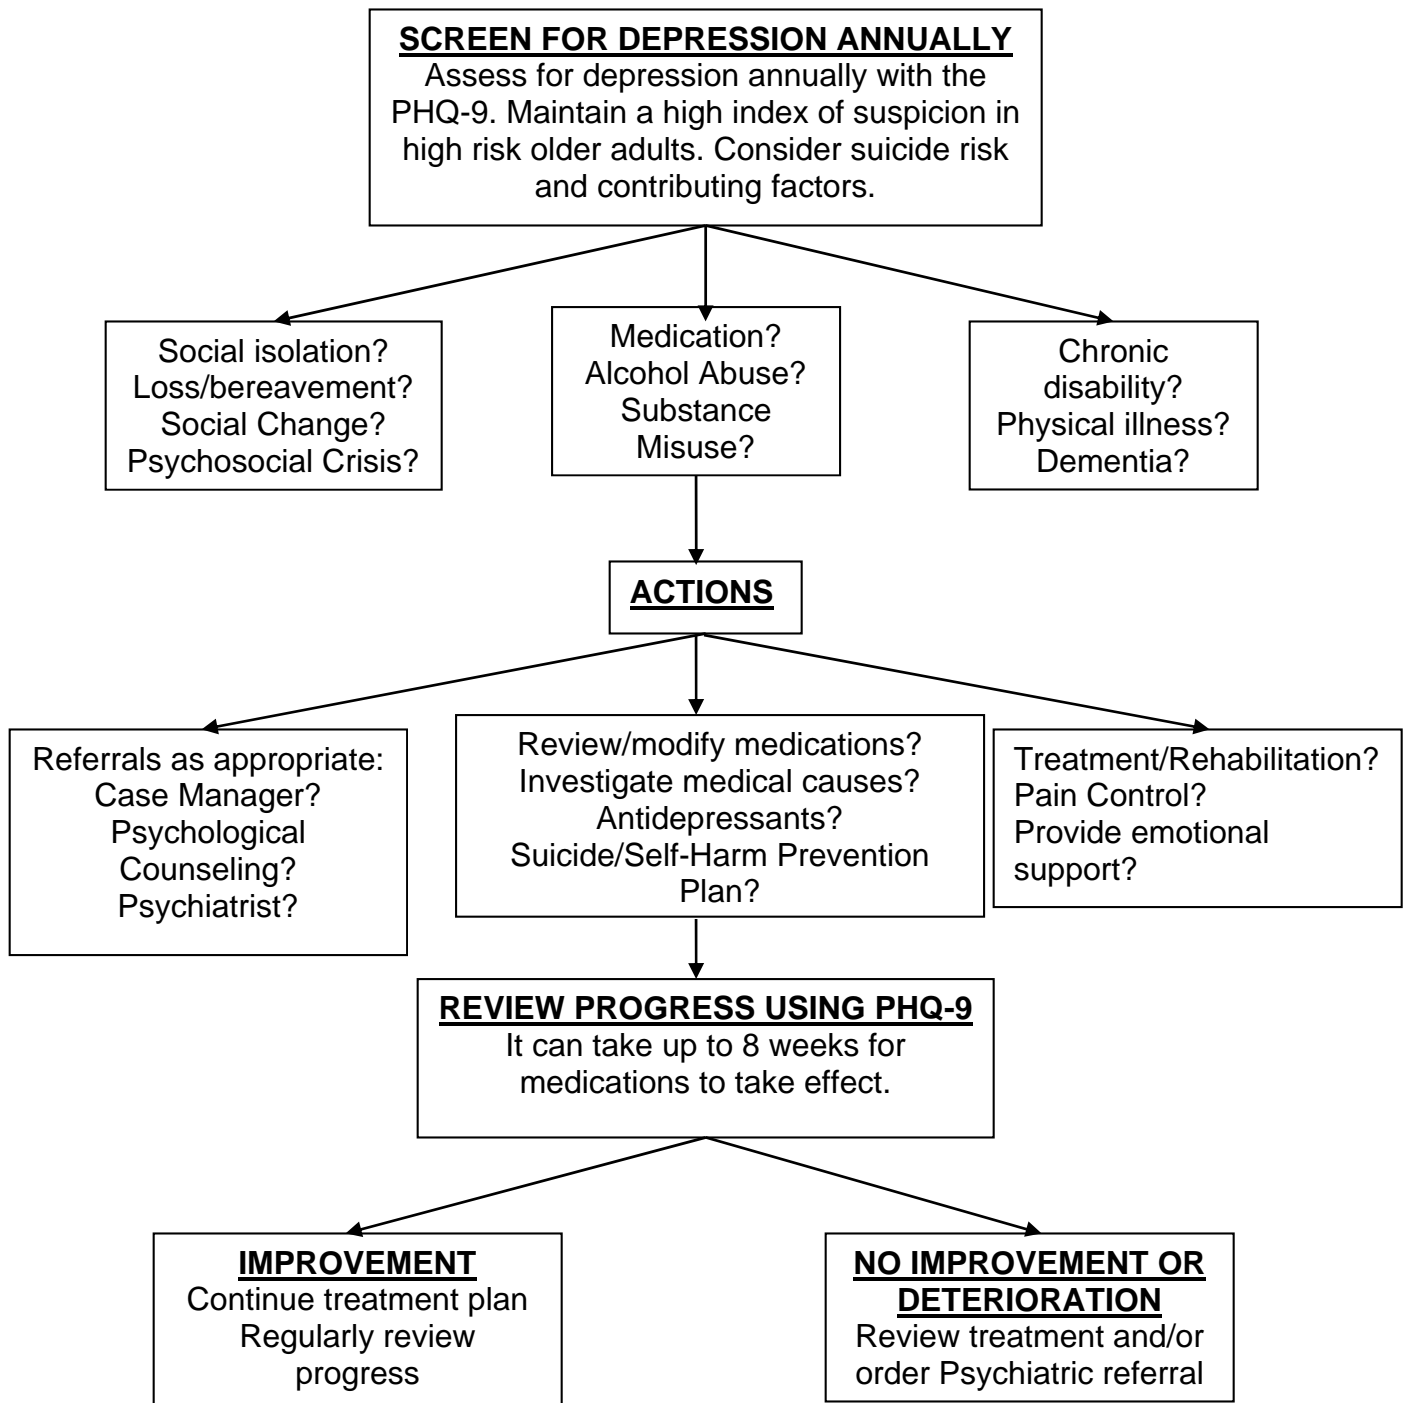 SCREEN FOR DEPRESSION ANNUALLY
Assess for depression annually with the
PHQ-9. Maintain a high index of suspicion in
high risk older adults. Consider suicide risk
and contributing factors.
Social isolation?
Loss/bereavement?
Social Change?
Psychosocial Crisis?
Medication?
Alcohol Abuse?
Substance
Misuse?
Chronic
disability?
Physical illness?
Dementia?
ACTIONS
Referrals as appropriate:
Case Manager?
Psychological
Counseling?
Psychiatrist?
Review/modify medications?
Investigate medical causes?
Antidepressants?
Suicide/Self-Harm Prevention
Plan?
Treatment/Rehabilitation?
Pain Control?
Provide emotional
support?
REVIEW PROGRESS USING PHQ-9
It can take up to 8 weeks for
medications to take effect.
IMPROVEMENT
Continue treatment plan
Regularly review
progress
NO IMPROVEMENT OR
DETERIORATION
Review treatment and/or
order Psychiatric referral